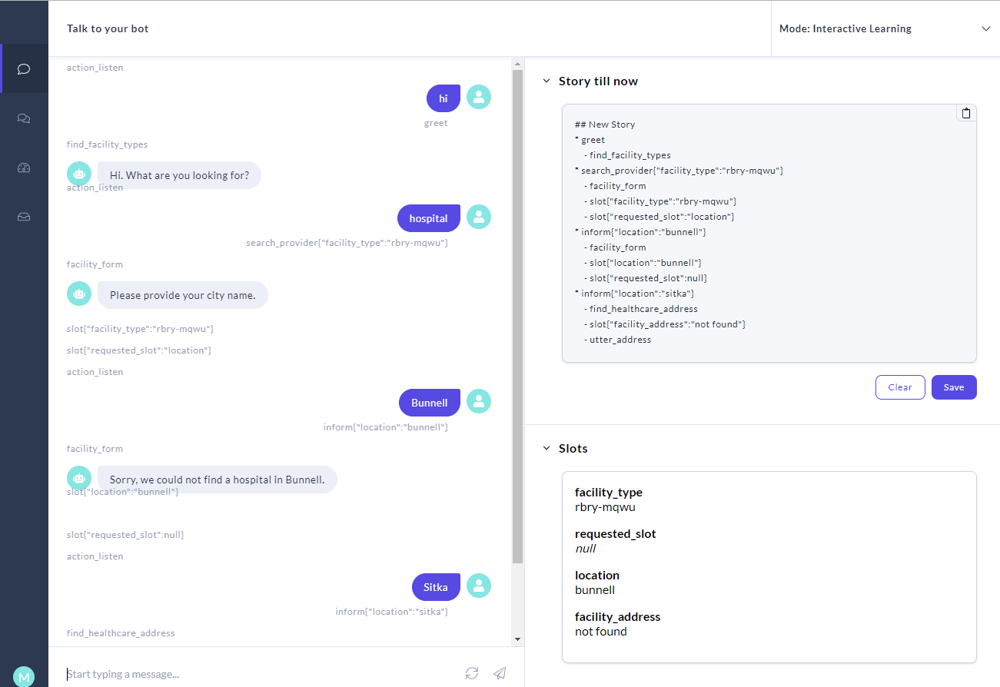 Talk to your bot
Mode: Interactive Learning
action_listen
hi
greet
find_facility_types
Hi. What are you looking for?
action_listen
hospital
search_provider{"facility_type":"rbry-mqwu"}
facility_form
Please provide your city name.
slot{"facility_type":"rbry-mqwu"}
slot{"requested_slot":"location"}
action_listen
Bunnell
inform{"location":"bunnell"}
facility_form
Sorry, we could not find a hospital in Bunnell.
slot{"location":"bunnell"}
slot{"requested_slot":null}
action_listen
Sitka
inform{"location":"sitka"}
find_healthcare_address
Start typing a message...
M
Story till now
## New Story
* greet
- find_facility_types
* search_provider{"facility_type":"rbry-mqwu"}
- facility_form
- slot{"facility_type":"rbry-mqwu"}
- slot{"requested_slot":"location"}
* inform{"location":"bunnell"}
- facility_form
- slot{"location":"bunnell"}
- slot{"requested_slot":null}
* inform{"location":"sitka"}
- find_healthcare_address
- slot{"facility_address":"not found"}
- utter_address
Clear
Save
Slots
facility_type
rbry-mqwu
requested_slot
null
location
bunnell
facility_address
not found